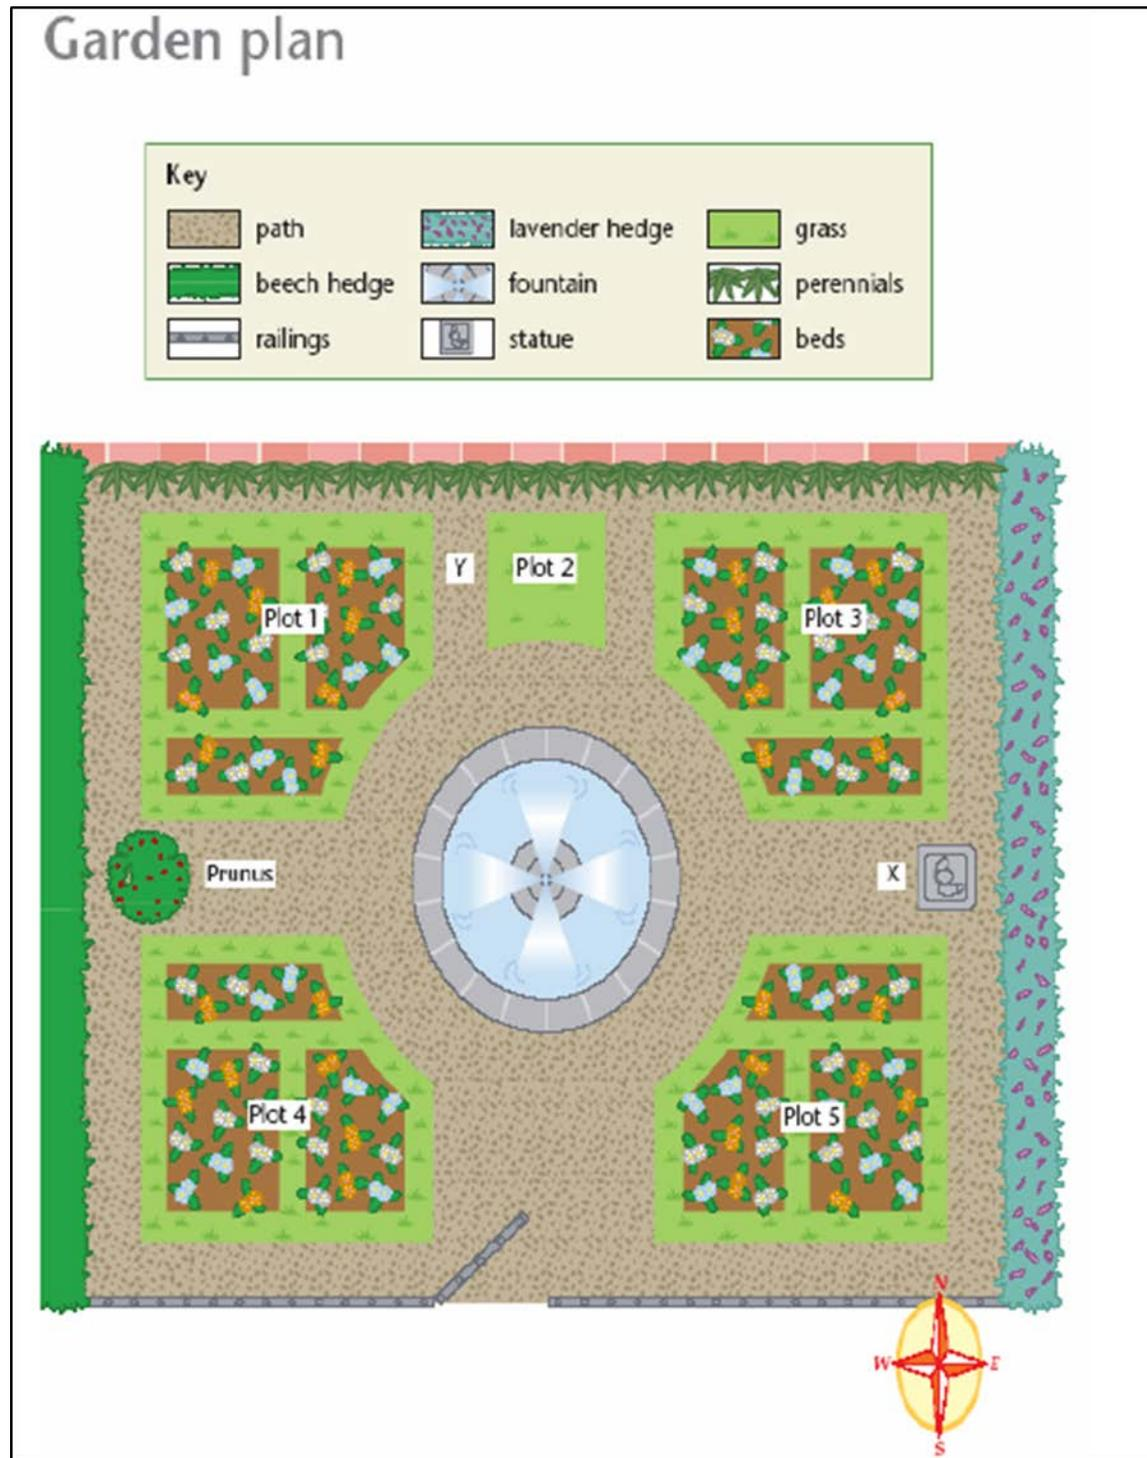 Garden plan
Key
path
lavender hedge
grass
beech hedge
fountain
perennials
railings
statue
beds
Y
Plot 2
Plot 1
Plot 3
Prunus
X
Plot 4
Plot 5
N
W
E
S